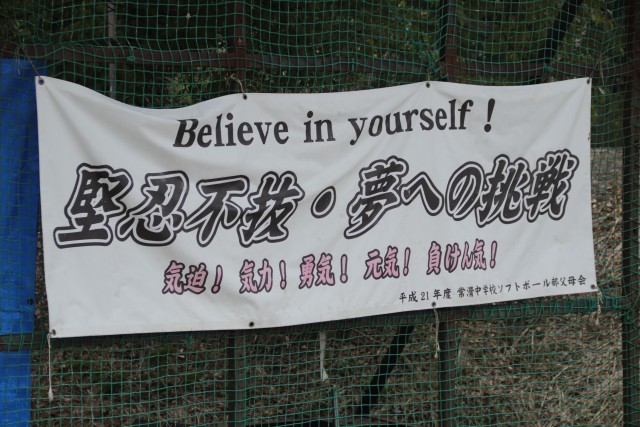 Believe in yourself!
堅忍不抜・夢への挑戦
気迫! 気力! 勇気! 元気! 負けん気!
平成21年度 常滑中学校ソフトボール部父母会